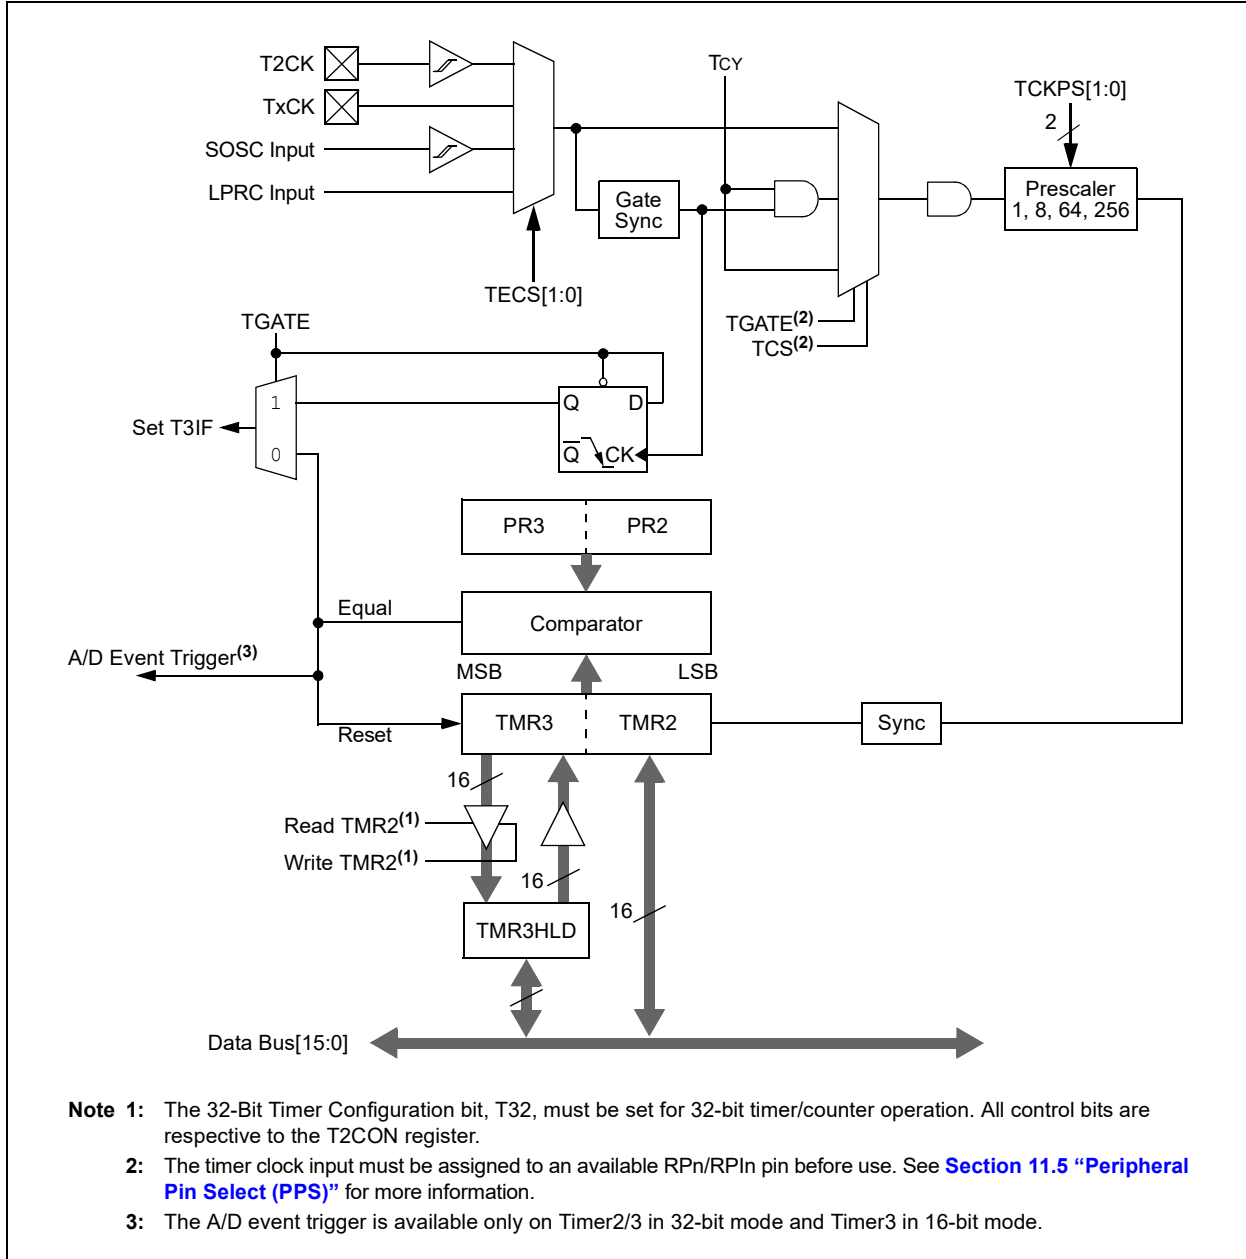 T2CK
TCY
TCKPS[1:0]
TxCK
2
SOSC Input
LPRC Input
Gate
Sync
Prescaler
1, 8, 64, 256
TECS[1:0]
TGATE
TGATE(2)
TCS(2)
1
Q
D
Set T3IF
0
Q
CK
PR3
PR2
Equal
Comparator
A/D Event Trigger(3)
MSB
LSB
TMR3
TMR2
Sync
Reset
16
Read TMR2(1)
Write TMR2(1)
16
16
TMR3HLD
Data Bus[15:0]
Note 1: The 32-Bit Timer Configuration bit, T32, must be set for 32-bit timer/counter operation. All control bits are
respective to the T2CON register.
2: The timer clock input must be assigned to an available RPn/RPIn pin before use. See Section 11.5 “Peripheral
Pin Select (PPS)” for more information.
3: The A/D event trigger is available only on Timer2/3 in 32-bit mode and Timer3 in 16-bit mode.